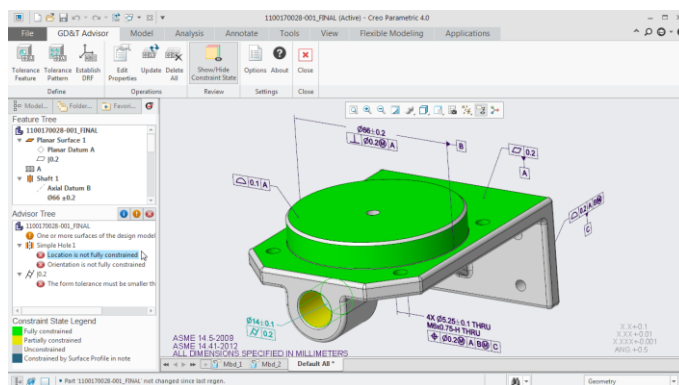 1100170028-001_FINAL (Active) - Creo Parametric 4.0
File GD&T Advisor Model Analysis Annotate Tools View Flexible Modeling Applications
Tolerance Feature
Tolerance Pattern
Establish DRF
Edit Properties
Update
Delete All
Show/Hide Constraint State
Options
About
Close
Define Operations Review Settings Close
Model... Folder... Favori...
Feature Tree
1100170028-001_FINAL
Planar Surface 1
Planar Datum A
|0.2
A
Shaft 1
Axial Datum B
Ø66 ±0.2
Advisor Tree
1100170028-001_FINAL
One or more surfaces of the design model
Simple Hole 1
Location is not fully constrained
Orientation is not fully constrained
|0.2
The form tolerance must be smaller th
Constraint State Legend
Fully constrained
Partially constrained
Unconstrained
Constrained by Surface Profile in note
Ø66±0.2
⊥ Ø0.2Ⓜ A
B
0.2
A
0.1 A
C
Ø14±0.1
0.2
4X Ø5.25±0.1 THRU
M6x0.75-H THRU
Ø0.2Ⓜ A BⓂ C
ASME 14.5-2009
ASME 14.41-2012
ALL DIMENSIONS SPECIFIED IN MILLIMETERS
X.X+0.1
X.XX+0.01
X.XXX+-0.001
ANG.+0.5
Mbd_1 Mbd_2 Default All *
• Part '1100170028-001_FINAL' not changed since last regen.
Geometry